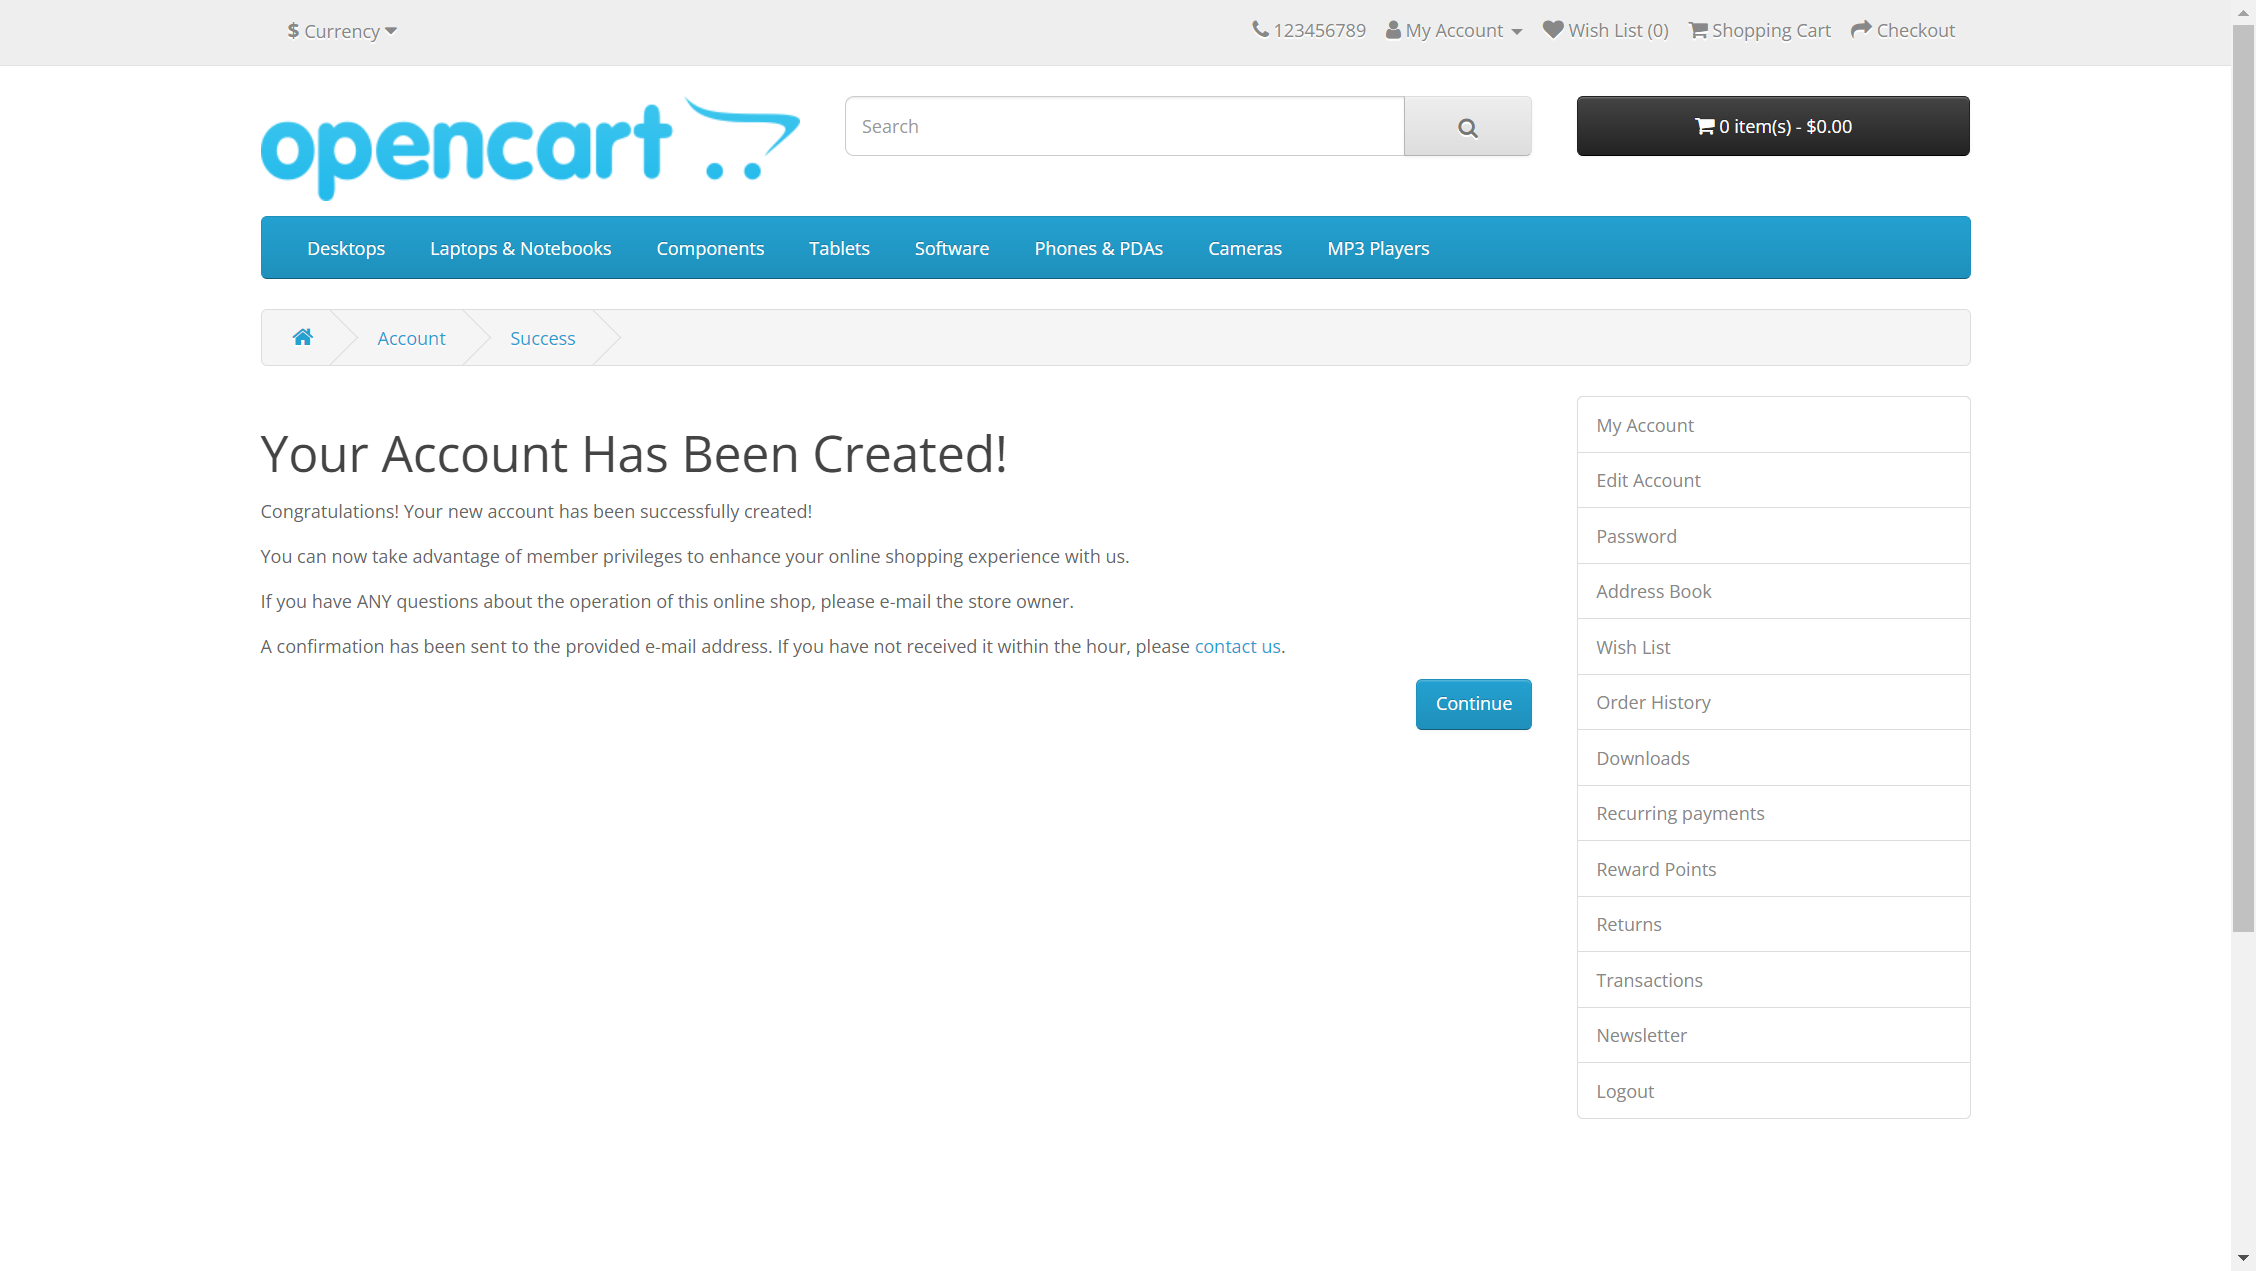 $ Currency
123456789 My Account Wish List (0) Shopping Cart Checkout
opencart
Search
0 item(s) - $0.00
Desktops Laptops & Notebooks Components Tablets Software Phones & PDAs Cameras MP3 Players
Account Success
Your Account Has Been Created!
Congratulations! Your new account has been successfully created!
You can now take advantage of member privileges to enhance your online shopping experience with us.
If you have ANY questions about the operation of this online shop, please e-mail the store owner.
A confirmation has been sent to the provided e-mail address. If you have not received it within the hour, please contact us.
Continue
My Account
Edit Account
Password
Address Book
Wish List
Order History
Downloads
Recurring payments
Reward Points
Returns
Transactions
Newsletter
Logout